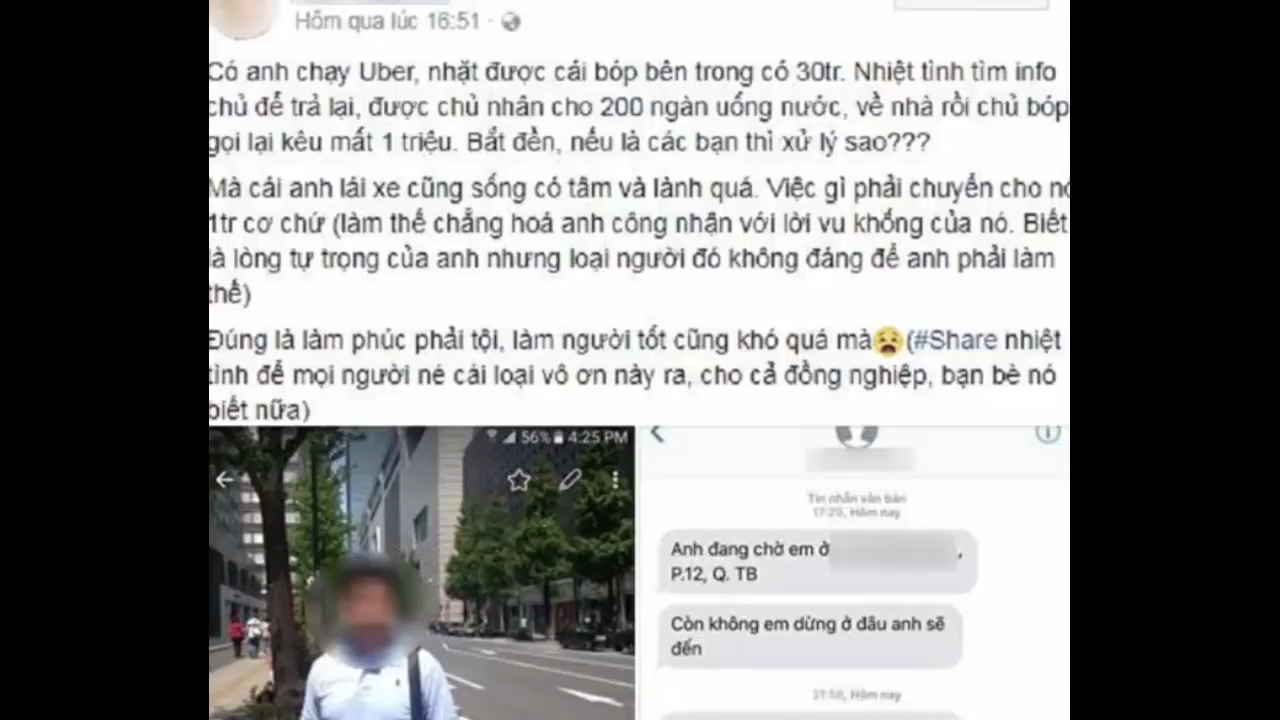 Hôm qua lúc 16:51
Có anh chạy Uber, nhặt được cái bóp bên trong có 30tr. Nhiệt tình tìm info
chủ để trả lại, được chủ nhân cho 200 ngàn uống nước, về nhà rồi chủ bóp
gọi lại kêu mất 1 triệu. Bắt đền, nếu là các bạn thì xử lý sao???
Mà cái anh lái xe cũng sống có tâm và lành quá. Việc gì phải chuyển cho nó
1tr cơ chứ (làm thế chẳng hoá anh công nhận với lời vu khống của nó. Biết
là lòng tự trọng của anh nhưng loại người đó không đáng để anh phải làm
thế)
Đúng là làm phúc phải tội, làm người tốt cũng khó quá mà (#Share nhiệt
tình để mọi người né cái loại vô ơn này ra, cho cả đồng nghiệp, bạn bè nó
biết nữa)
56% 4:25 PM
Tin nhắn văn bản
17:20, Hôm nay
Anh đang chờ em ở ,
P.12, Q. TB
Còn không em dừng ở đâu anh sẽ
đến
21:50, Hôm nay